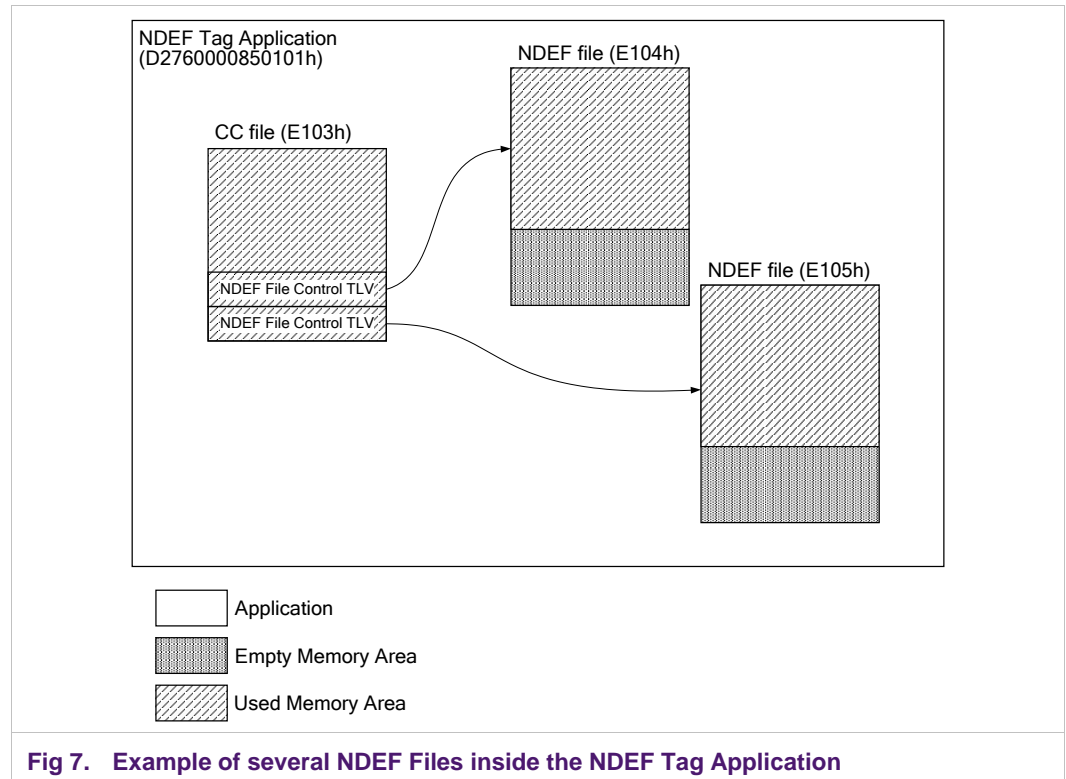 NDEF Tag Application
(D2760000850101h)
NDEF file (E104h)
CC file (E103h)
NDEF File Control TLV
NDEF File Control TLV
NDEF file (E105h)
Application
Empty Memory Area
Used Memory Area
Fig 7. Example of several NDEF Files inside the NDEF Tag Application